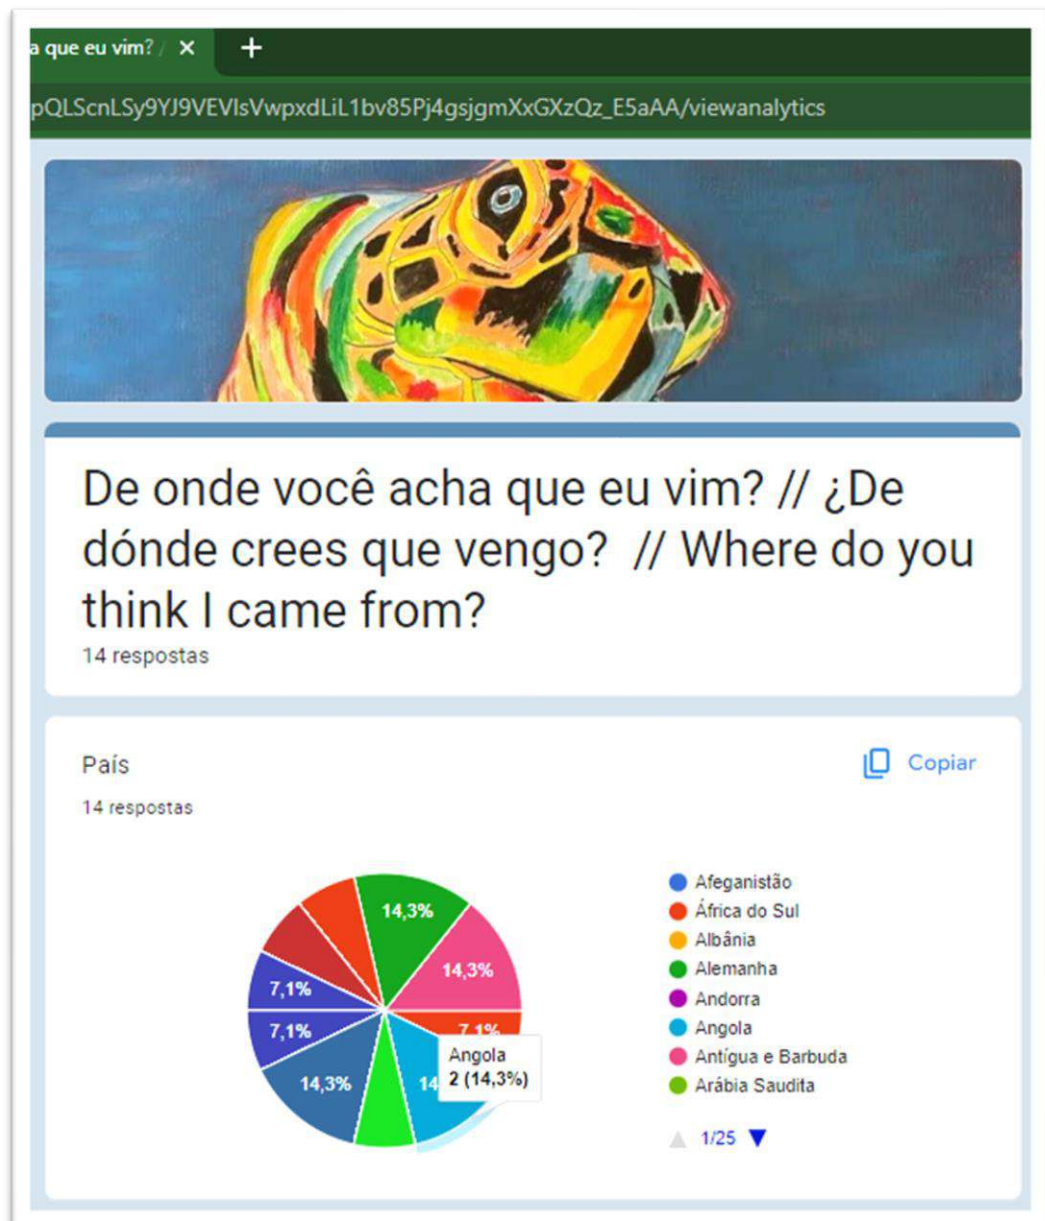 a que eu vim? /
pQLScnLSy9YJ9VEVIsVwpxdLiL1bv85Pj4gsjgmXxGXzQz_E5aAA/viewanalytics
De onde você acha que eu vim? // ¿De
dónde crees que vengo? // Where do you
think I came from?
14 respostas
País
Copiar
14 respostas
14,3%
14,3%
7,1%
7,1%
7,1%
14,3%
14
Angola
2 (14,3%)
Afeganistão
África do Sul
Albânia
Alemanha
Andorra
Angola
Antígua e Barbuda
Arábia Saudita
1/25